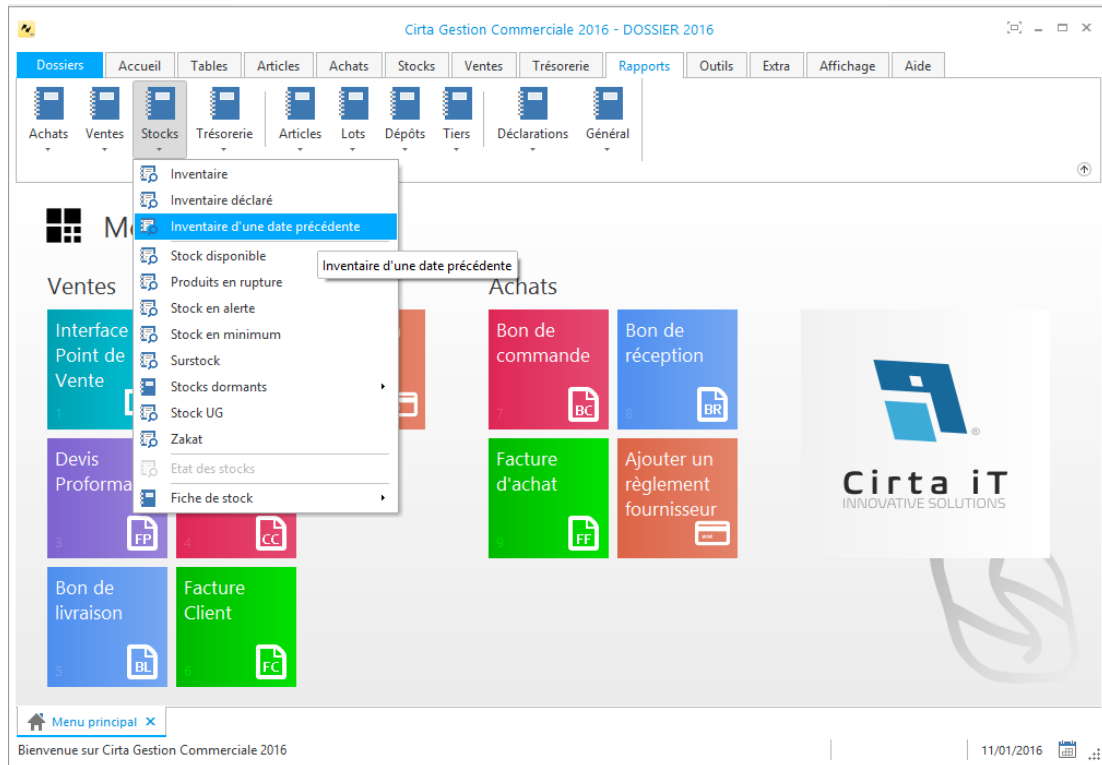 Cirta Gestion Commerciale 2016 - DOSSIER 2016
Dossiers Accueil Tables Articles Achats Stocks Ventes Trésorerie Rapports Outils Extra Affichage Aide
Achats Ventes Stocks Trésorerie Articles Lots Dépôts Tiers Déclarations Général
Inventaire
Inventaire déclaré
Inventaire d'une date précédente
Stock disponible
Produits en rupture
Stock en alerte
Stock en minimum
Surstock
Stocks dormants
Stock UG
Zakat
Etat des stocks
Fiche de stock
Inventaire d'une date précédente
Ventes
Interface
Point de
Vente
1
Devis
Proforma
FP
3
CC
4
Bon de
livraison
BL
5
Facture
Client
FC
6
Achats
Bon de
commande
BC
7
Bon de
réception
BR
8
Facture
d'achat
FF
9
Ajouter un
règlement
fournisseur
Cirta iT
INNOVATIVE SOLUTIONS
®
Menu principal
Bienvenue sur Cirta Gestion Commerciale 2016
11/01/2016